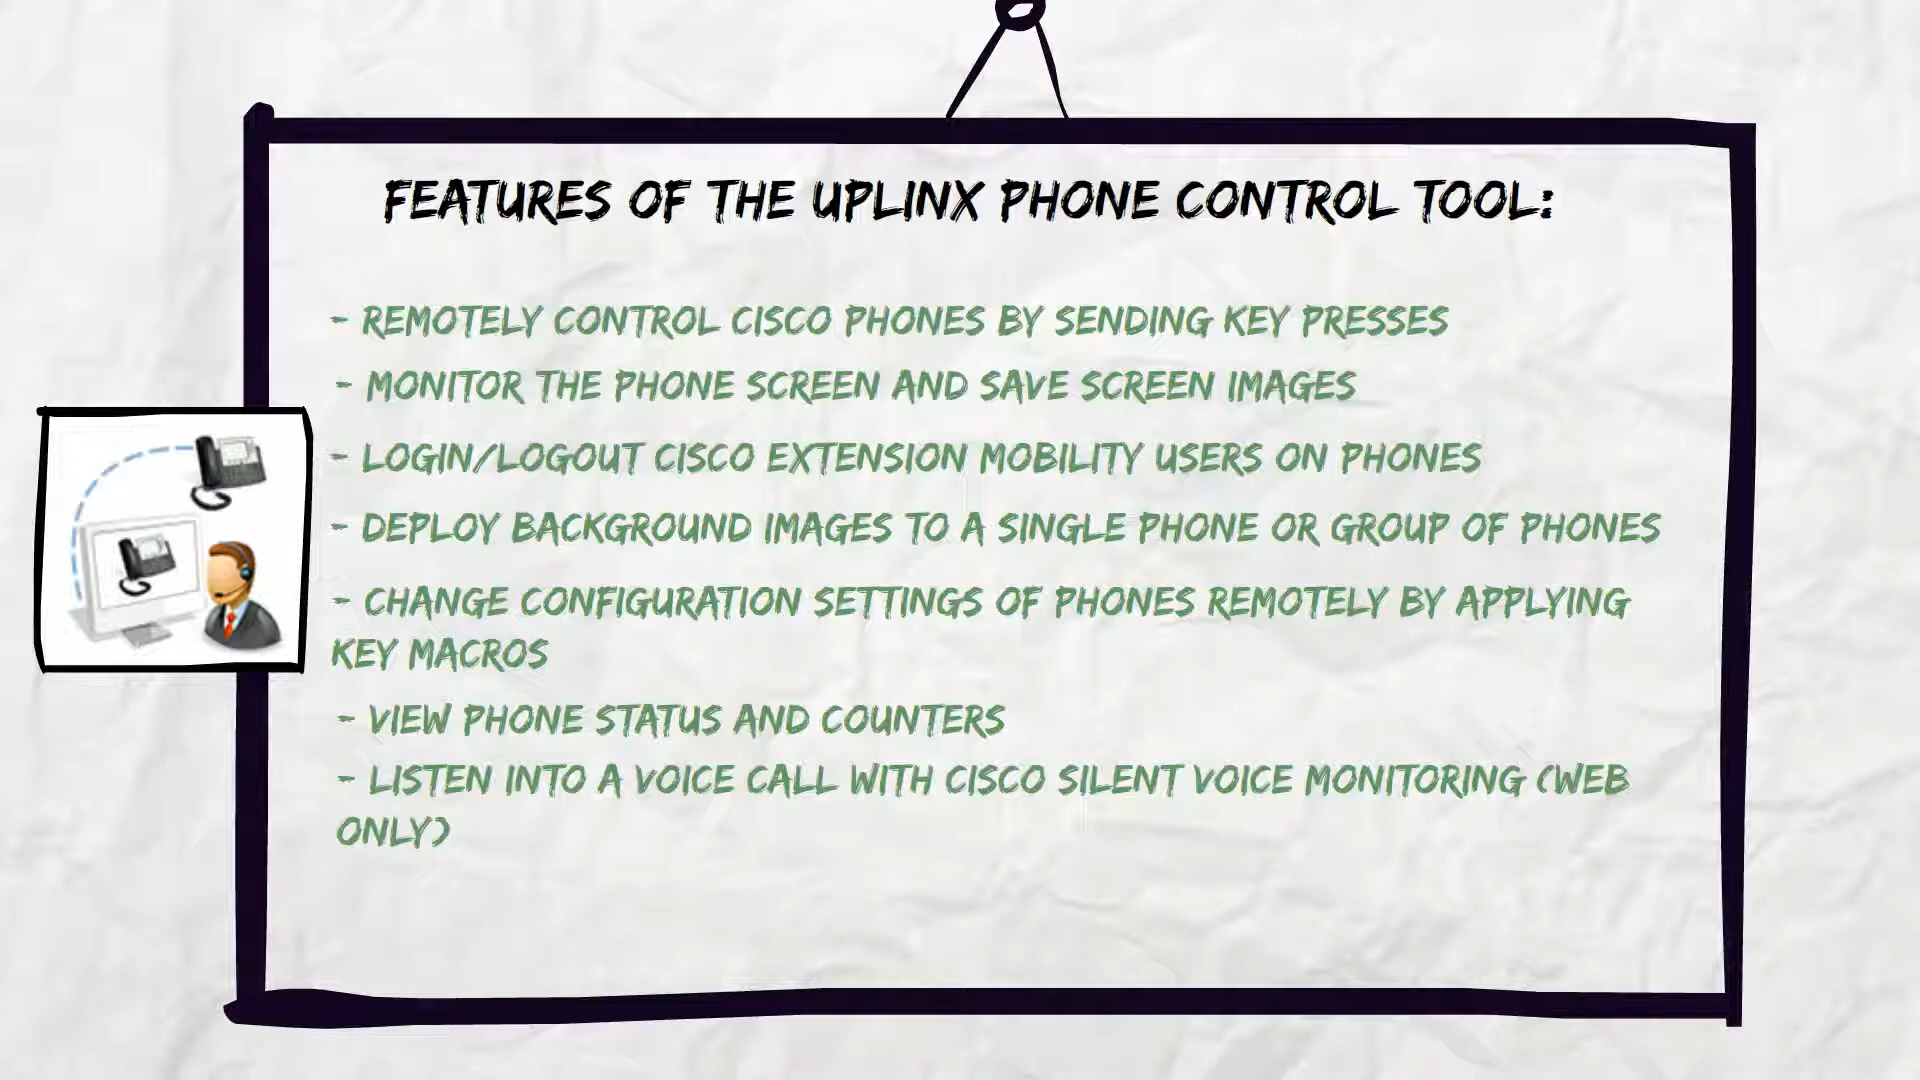 FEATURES OF THE UPLINX PHONE CONTROL TOOL:
- REMOTELY CONTROL CISCO PHONES BY SENDING KEY PRESSES
- MONITOR THE PHONE SCREEN AND SAVE SCREEN IMAGES
- LOGIN/LOGOUT CISCO EXTENSION MOBILITY USERS ON PHONES
- DEPLOY BACKGROUND IMAGES TO A SINGLE PHONE OR GROUP OF PHONES
- CHANGE CONFIGURATION SETTINGS OF PHONES REMOTELY BY APPLYING
KEY MACROS
- VIEW PHONE STATUS AND COUNTERS
- LISTEN INTO A VOICE CALL WITH CISCO SILENT VOICE MONITORING (WEB
ONLY)